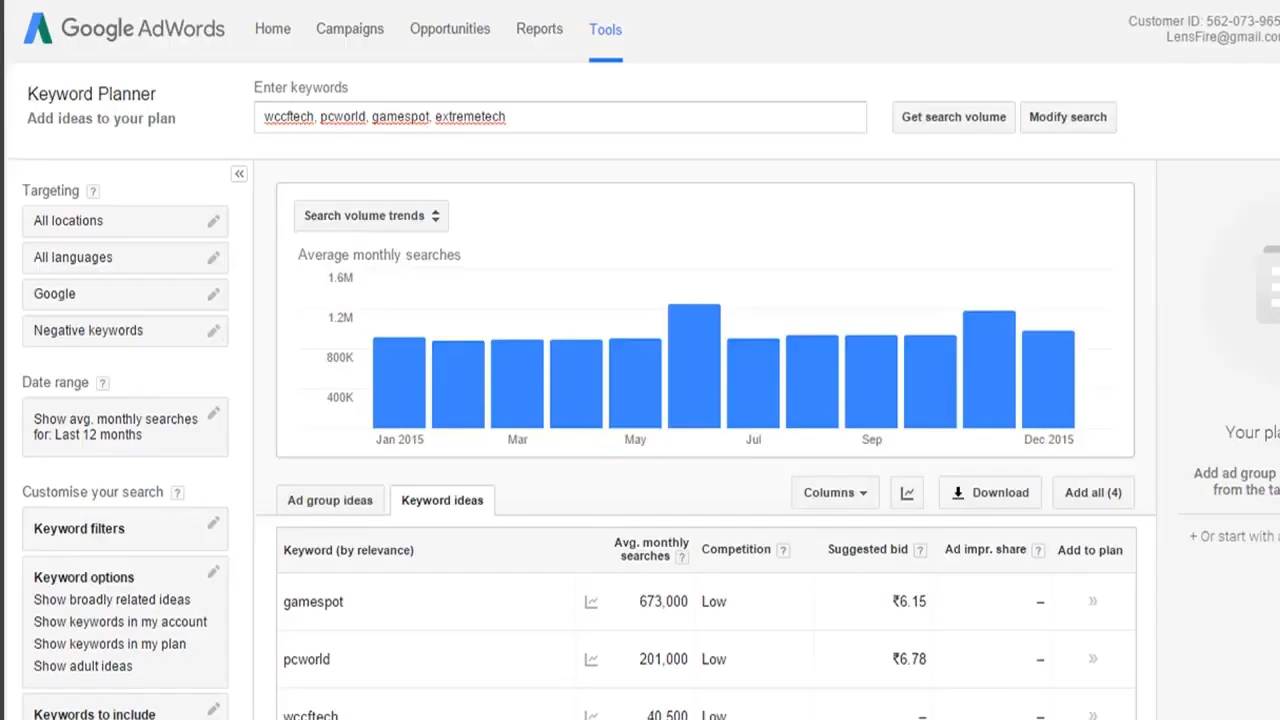 Google AdWords
Home
Campaigns
Opportunities
Reports
Tools
Customer ID: 562-073-965
LensFire@gmail.co
Keyword Planner
Add ideas to your plan
Enter keywords
wccftech, pcworld, gamespot, extremetech
Get search volume
Modify search
«
Targeting ?
All locations
All languages
Google
Negative keywords
Date range ?
Show avg. monthly searches
for: Last 12 months
Customise your search ?
Keyword filters
Keyword options
Show broadly related ideas
Show keywords in my account
Show keywords in my plan
Show adult ideas
Keywords to include
Search volume trends
Average monthly searches
1.6M
1.2M
800K
400K
Jan 2015 Mar May Jul Sep Dec 2015
Ad group ideas
Keyword ideas
Columns
Download
Add all (4)
Keyword (by relevance)
Avg. monthly
searches ?
Competition ?
Suggested bid ?
Ad impr. share ?
Add to plan
gamespot 673,000 Low ₹6.15 – »
pcworld 201,000 Low ₹6.78 – »
wccftech 40,500 Low – – »
Your pl
Add ad group
from the ta
+ Or start with a